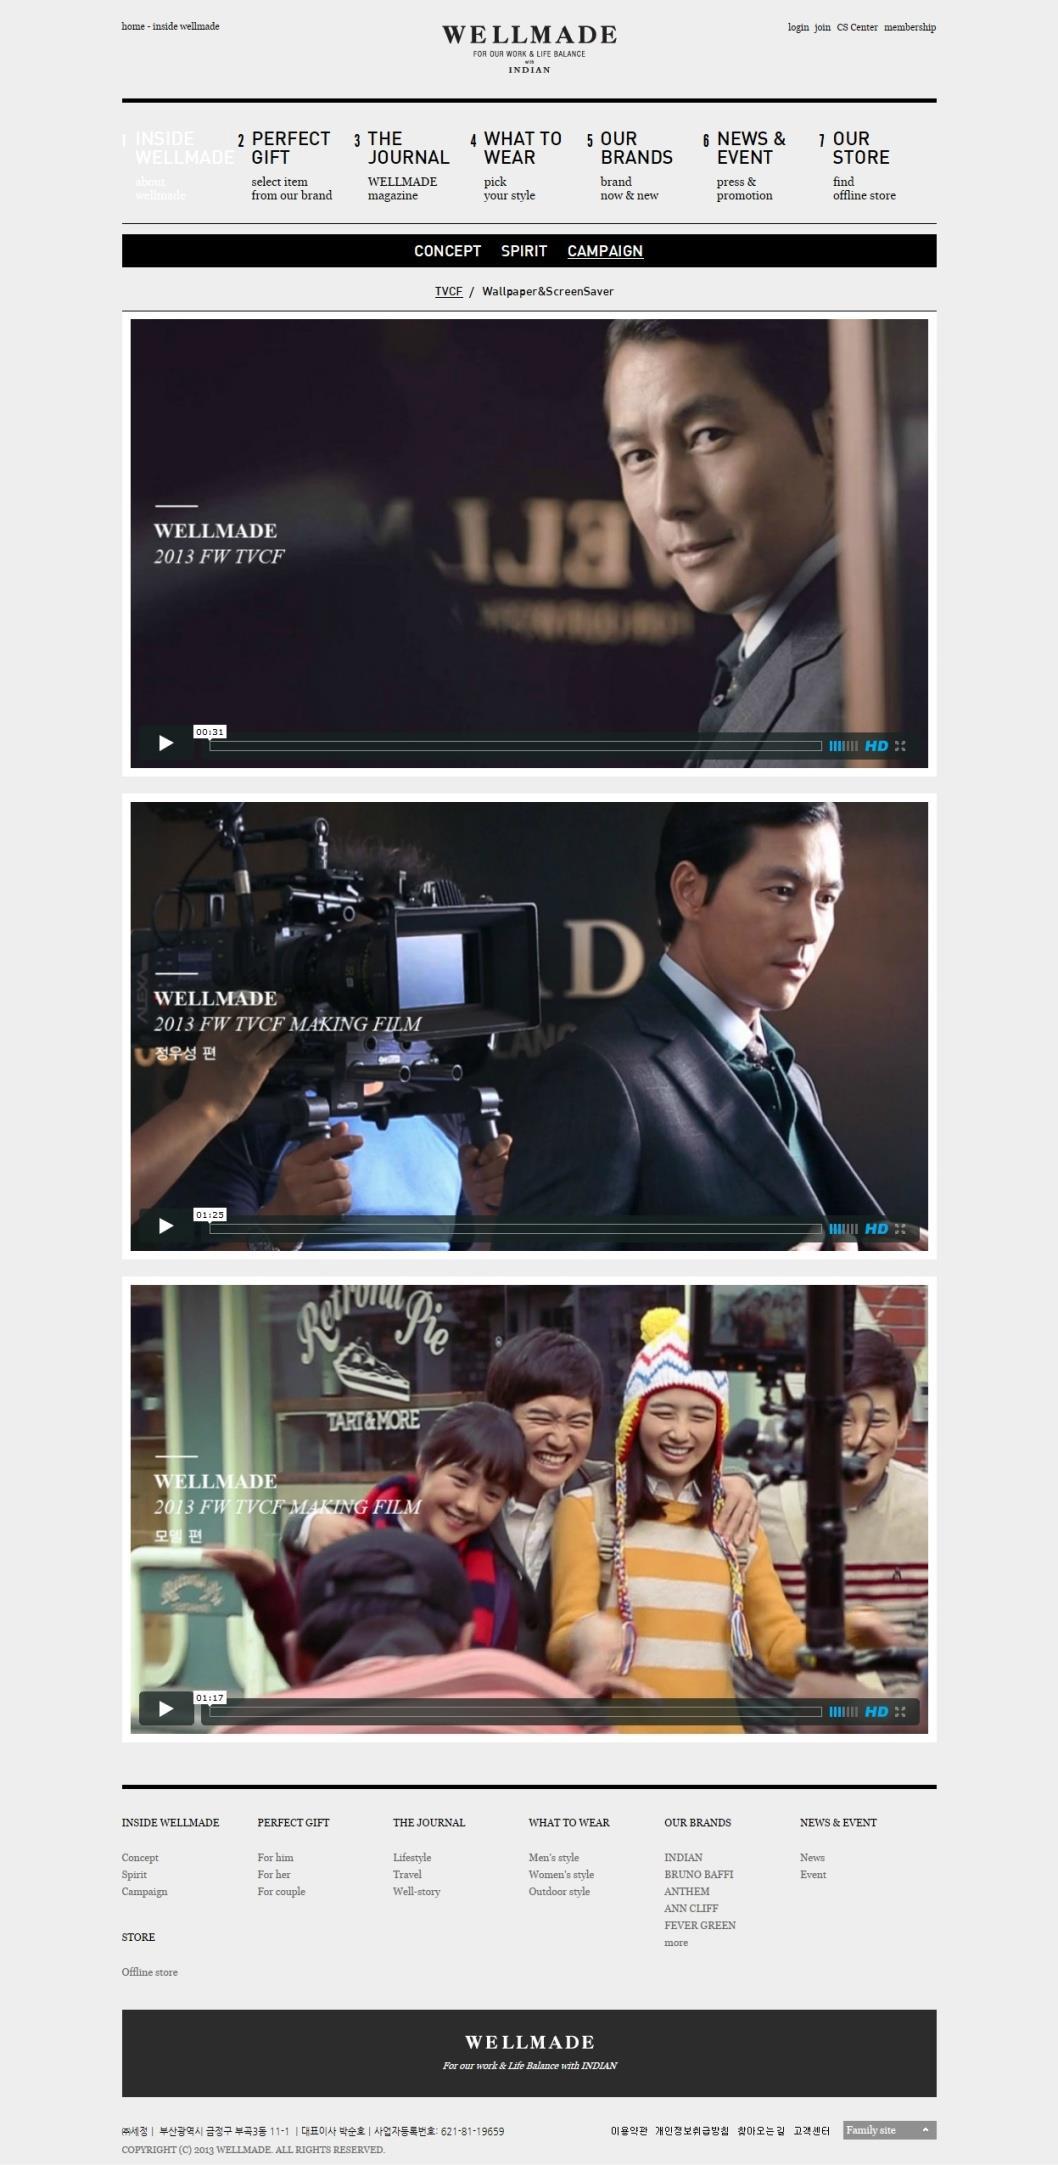 home - inside wellmade
WELLMADE
FOR OUR WORK & LIFE BALANCE
with
INDIAN
login join CS Center membership
1 INSIDE WELLMADE
about wellmade
2 PERFECT GIFT
select item from our brand
3 THE JOURNAL
WELLMADE magazine
4 WHAT TO WEAR
pick your style
5 OUR BRANDS
brand now & new
6 NEWS & EVENT
press & promotion
7 OUR STORE
find offline store
CONCEPT SPIRIT CAMPAIGN
TVCF / Wallpaper&ScreenSaver
WELLMADE
2013 FW TVCF
00:31
HD
WELLMADE
2013 FW TVCF MAKING FILM
정우성 편
ALEXA
D
01:25
HD
Retrona Pie
TART & MORE
WELLMADE
2013 FW TVCF MAKING FILM
모델 편
01:17
HD
INSIDE WELLMADE
Concept
Spirit
Campaign
PERFECT GIFT
For him
For her
For couple
THE JOURNAL
Lifestyle
Travel
Well-story
WHAT TO WEAR
Men's style
Women's style
Outdoor style
OUR BRANDS
INDIAN
BRUNO BAFFI
ANTHEM
ANN CLIFF
FEVER GREEN
more
NEWS & EVENT
News
Event
STORE
Offline store
WELLMADE
For our work & Life Balance with INDIAN
㈜세정 | 부산광역시 금정구 부곡3동 11-1 | 대표이사 박순호 | 사업자등록번호: 621-81-19659
이용약관 개인정보취급방침 찾아오는길 고객센터
Family site
COPYRIGHT (C) 2013 WELLMADE. ALL RIGHTS RESERVED.